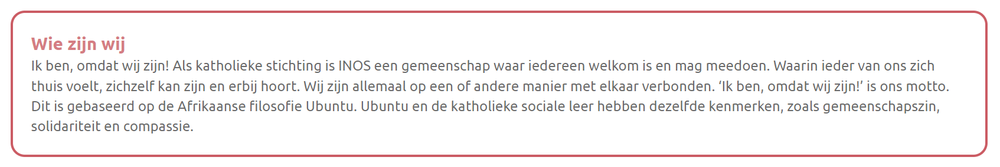 Wie zijn wij
Ik ben, omdat wij zijn! Als katholieke stichting is INOS een gemeenschap waar iedereen welkom is en mag meedoen. Waarin ieder van ons zich
thuis voelt, zichzelf kan zijn en erbij hoort. Wij zijn allemaal op een of andere manier met elkaar verbonden. ‘Ik ben, omdat wij zijn!’ is ons motto.
Dit is gebaseerd op de Afrikaanse filosofie Ubuntu. Ubuntu en de katholieke sociale leer hebben dezelfde kenmerken, zoals gemeenschapszin,
solidariteit en compassie.